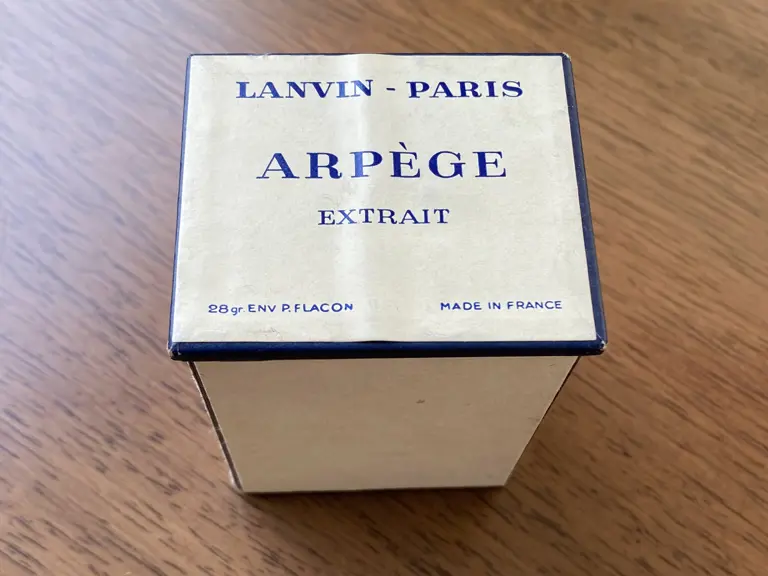 LANVIN - PARIS
ARPÈGE
EXTRAIT
28gr. ENV P. FLACON MADE IN FRANCE